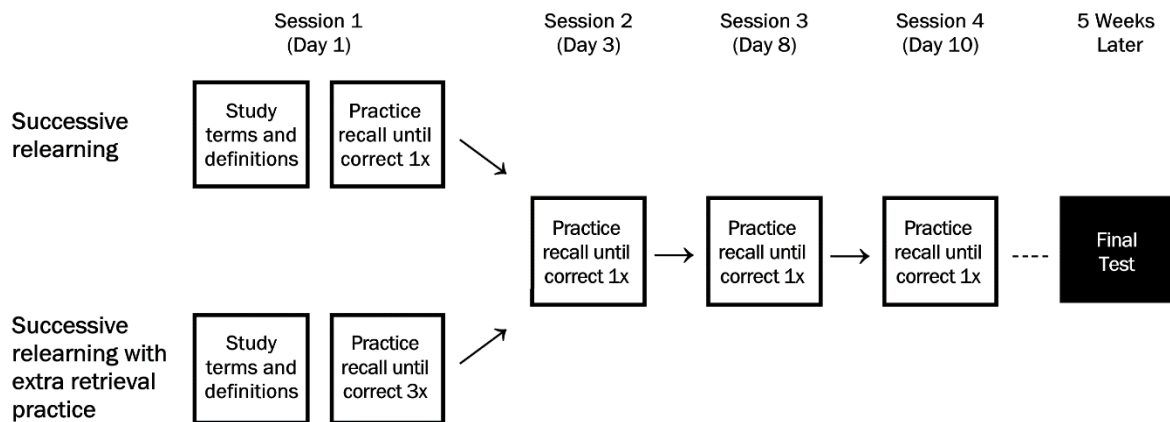 Session 1
(Day 1)
Session 2
(Day 3)
Session 3
(Day 8)
Session 4
(Day 10)
5 Weeks
Later
Successive
relearning
Study
terms and
definitions
Practice
recall until
correct 1x
Practice
recall until
correct 1x
Practice
recall until
correct 1x
Practice
recall until
correct 1x
Final
Test
Successive
relearning with
extra retrieval
practice
Study
terms and
definitions
Practice
recall until
correct 3x